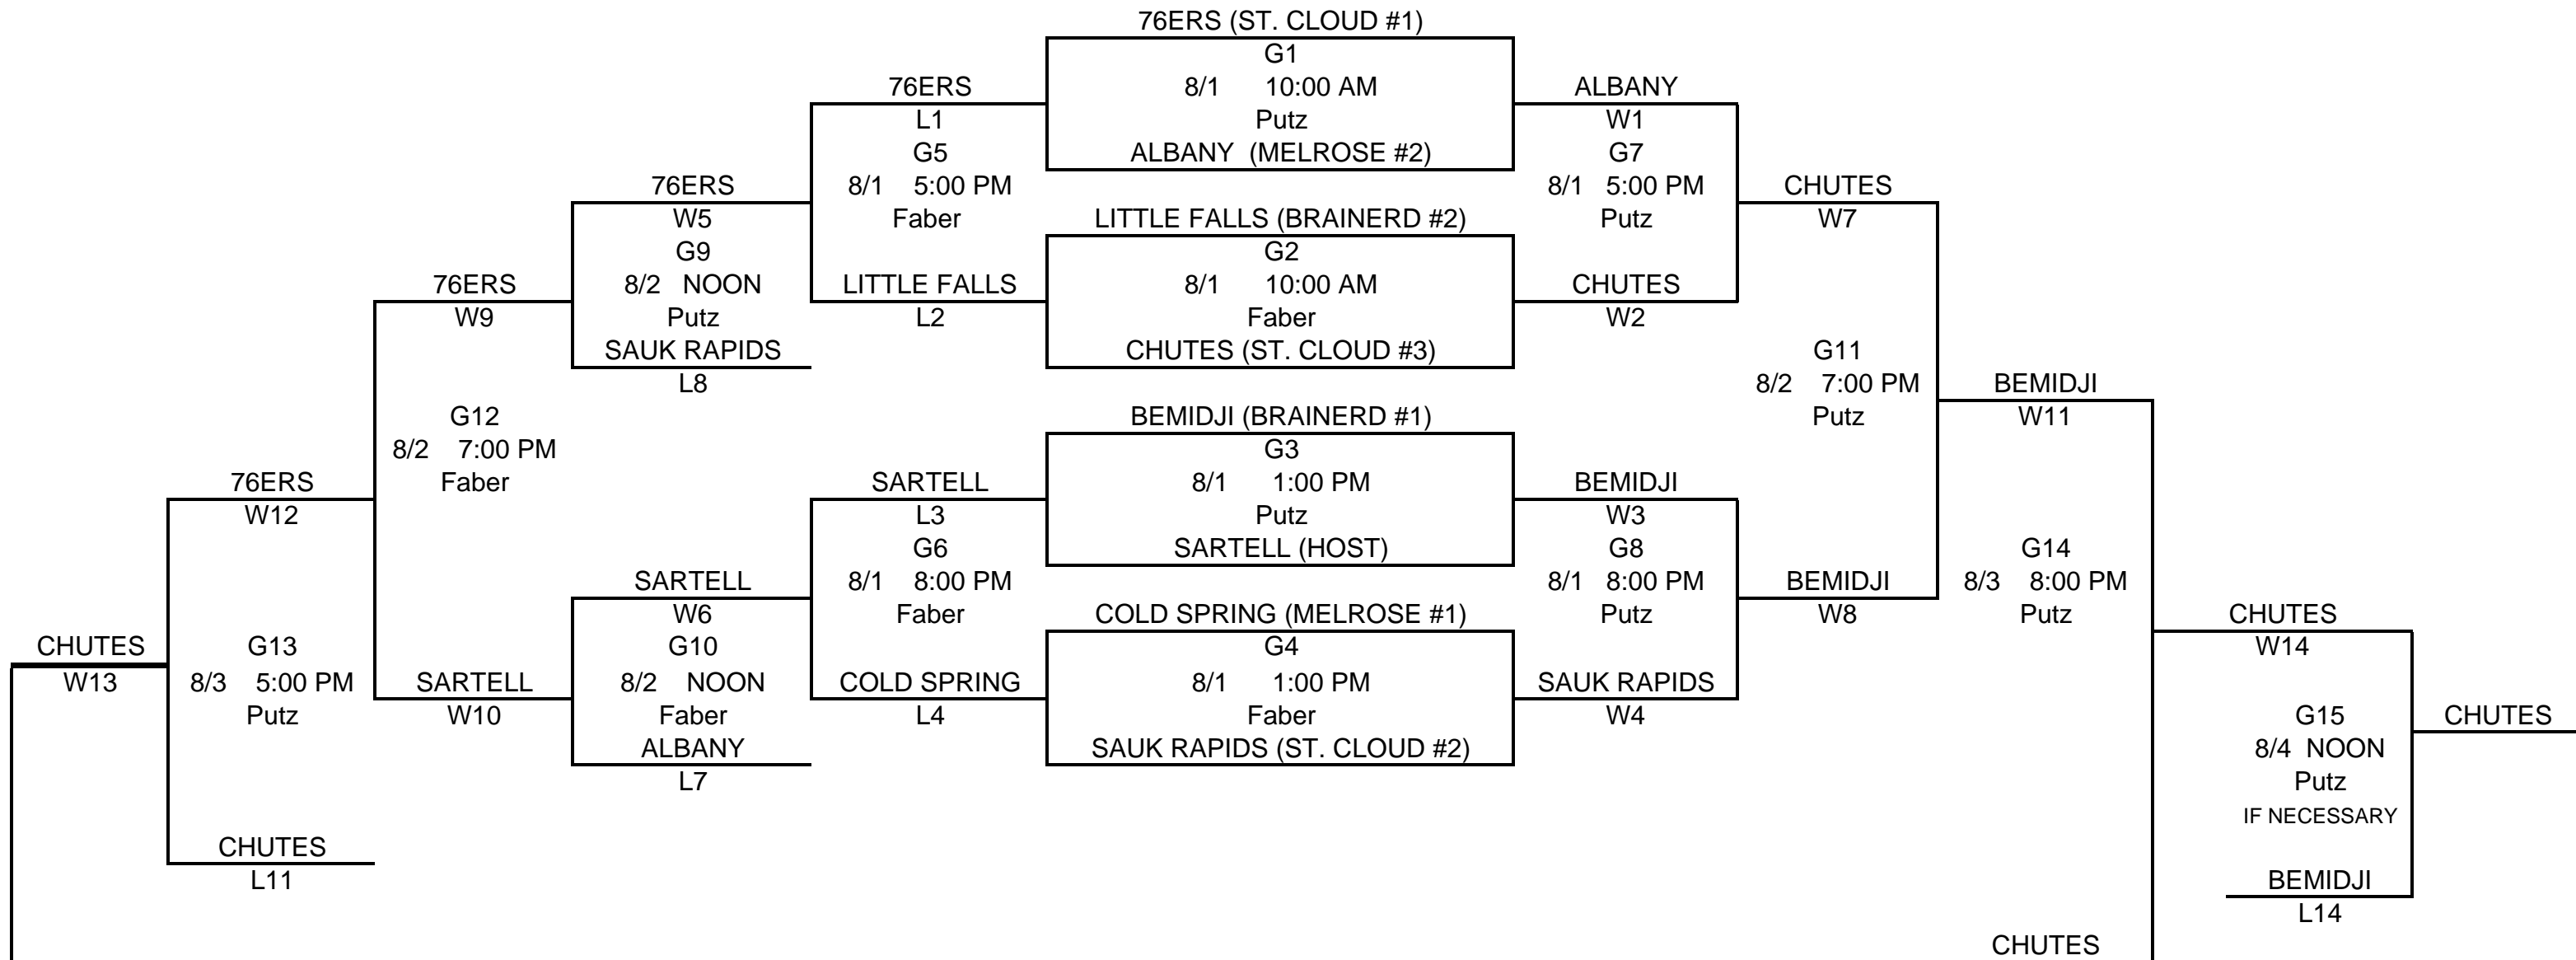 76ERS (ST. CLOUD #1)
G1
76ERS
8/1 10:00 AM
ALBANY
L1
Putz
W1
G5
ALBANY (MELROSE #2)
G7
76ERS
8/1 5:00 PM
8/1 5:00 PM
CHUTES
W5
Faber
LITTLE FALLS (BRAINERD #2)
Putz
W7
G9
G2
76ERS
8/2 NOON
LITTLE FALLS
8/1 10:00 AM
CHUTES
W9
Putz
L2
Faber
W2
SAUK RAPIDS
CHUTES (ST. CLOUD #3)
G11
L8
8/2 7:00 PM
BEMIDJI
G12
BEMIDJI (BRAINERD #1)
Putz
W11
8/2 7:00 PM
G3
76ERS
Faber
SARTELL
8/1 1:00 PM
BEMIDJI
W12
L3
Putz
W3
G6
SARTELL (HOST)
G8
G14
SARTELL
8/1 8:00 PM
8/1 8:00 PM
BEMIDJI
8/3 8:00 PM
W6
Faber
COLD SPRING (MELROSE #1)
Putz
W8
Putz
CHUTES
CHUTES
G13
G10
G4
W14
W13
8/3 5:00 PM
SARTELL
8/2 NOON
COLD SPRING
8/1 1:00 PM
SAUK RAPIDS
Putz
W10
Faber
L4
Faber
W4
G15
CHUTES
ALBANY
SAUK RAPIDS (ST. CLOUD #2)
8/4 NOON
L7
Putz
IF NECESSARY
CHUTES
L11
BEMIDJI
L14
CHUTES